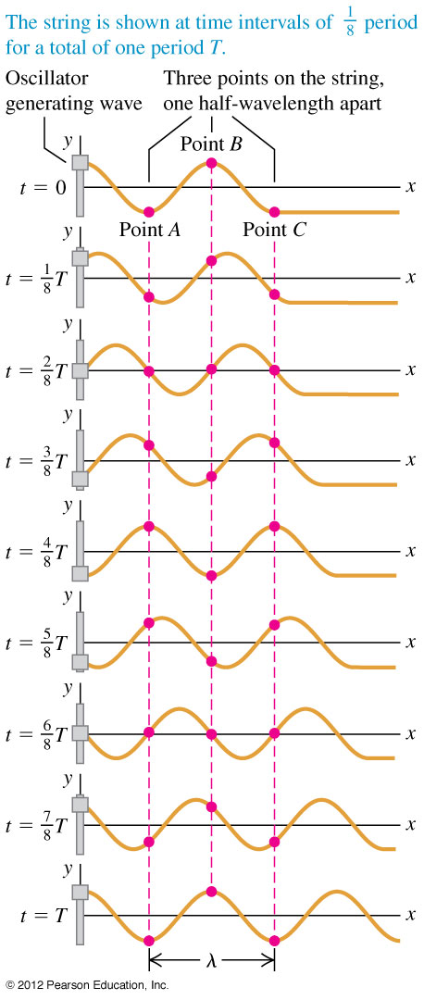 The string is shown at time intervals of 1/8 period
for a total of one period T.
Oscillator
generating wave
Three points on the string,
one half-wavelength apart
y
Point B
t = 0
x
Point A
Point C
y
t = 1/8 T
x
y
t = 2/8 T
x
y
t = 3/8 T
x
y
t = 4/8 T
x
y
t = 5/8 T
x
y
t = 6/8 T
x
y
t = 7/8 T
x
y
t = T
x
λ
© 2012 Pearson Education, Inc.